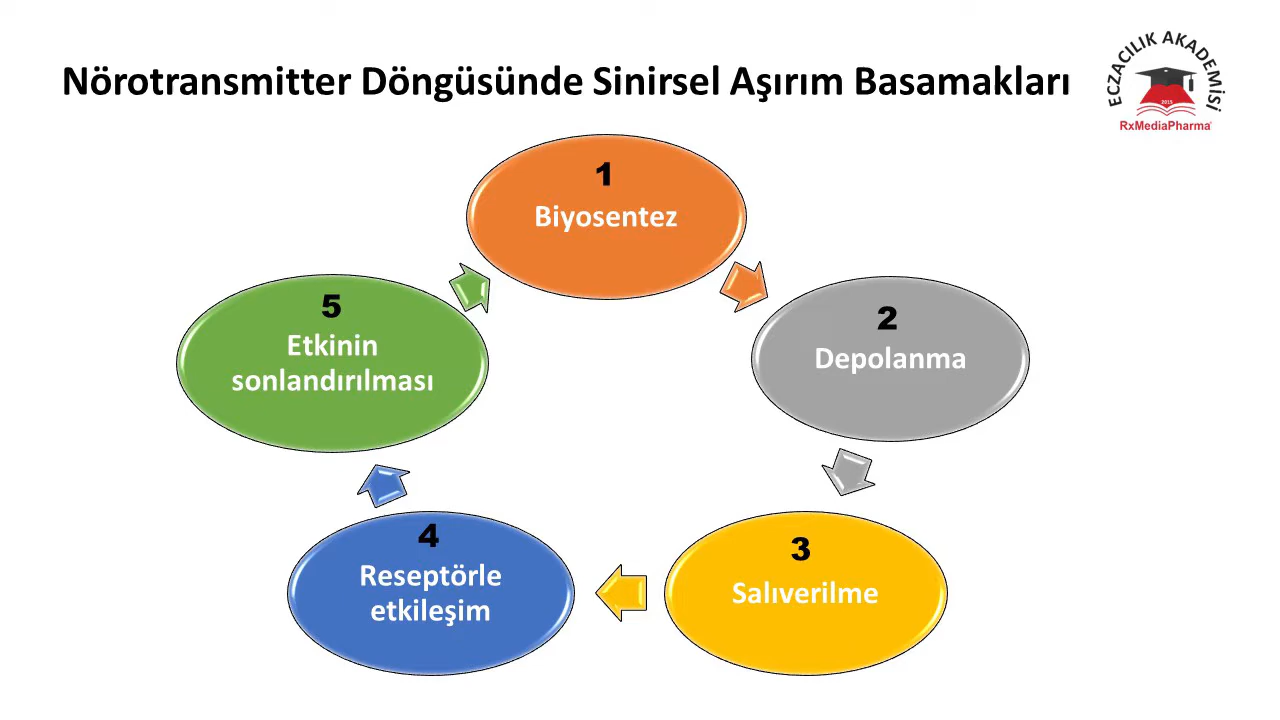 Nörotransmitter Döngüsünde Sinirsel Aşırım Basamakları
ECZACILIK AKADEMİSİ
2015
RxMediaPharma®
1
Biyosentez
2
Depolanma
3
Salıverilme
4
Reseptörle
etkileşim
5
Etkinin
sonlandırılması